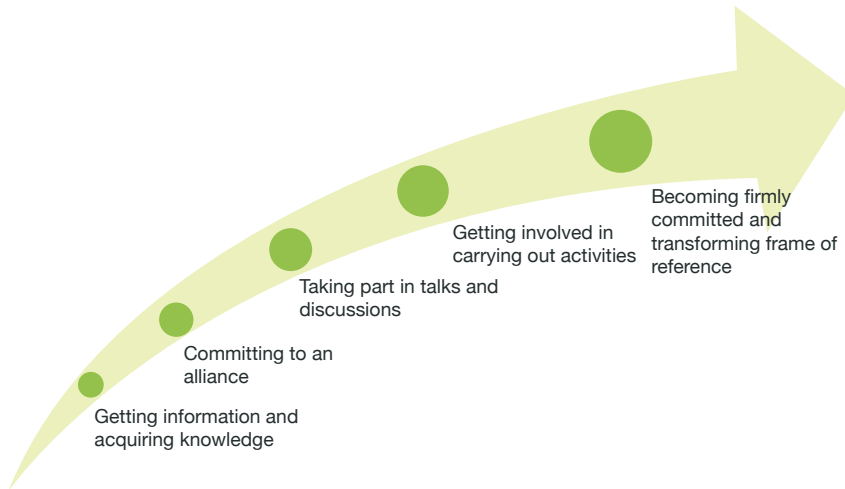 Becoming firmly
committed and
transforming frame of
reference
Getting involved in
carrying out activities
Taking part in talks and
discussions
Committing to an
alliance
Getting information and
acquiring knowledge